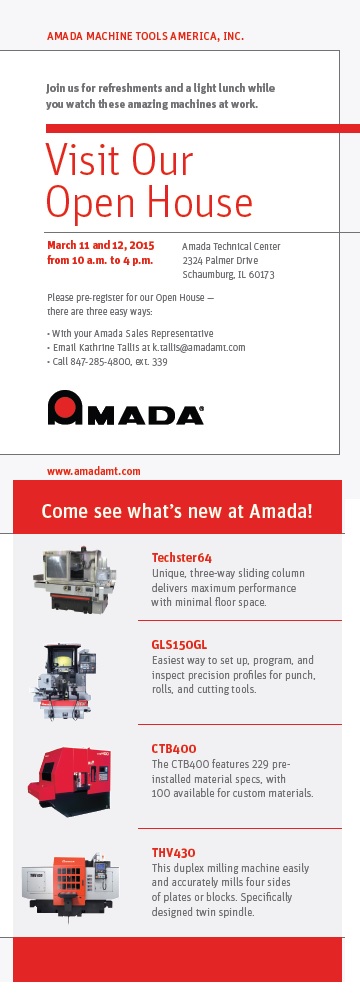 AMADA MACHINE TOOLS AMERICA, INC.
Join us for refreshments and a light lunch while
you watch these amazing machines at work.
Visit Our
Open House
March 11 and 12, 2015
from 10 a.m. to 4 p.m.
Amada Technical Center
2324 Palmer Drive
Schaumburg, IL 60173
Please pre-register for our Open House —
there are three easy ways:
• With your Amada Sales Representative
• Email Kathrine Tallis at k.tallis@amadamt.com
• Call 847-285-4800, ext. 339
AMADA®
www.amadamt.com
Come see what's new at Amada!
Techster64
Unique, three-way sliding column
delivers maximum performance
with minimal floor space.
GLS150GL
Easiest way to set up, program, and
inspect precision profiles for punch,
rolls, and cutting tools.
CTB400
The CTB400 features 229 pre-
installed material specs, with
100 available for custom materials.
THV430
This duplex milling machine easily
and accurately mills four sides
of plates or blocks. Specifically
designed twin spindle.